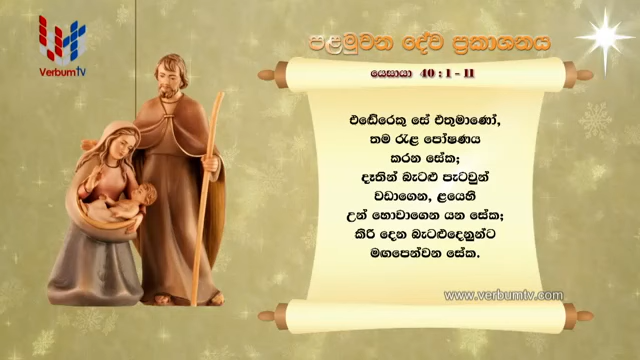 VerbumTV
පළමුවන දේව ප්‍රකාශනය
යෙසායා 40 : 1 - 11
එඬේරෙකු සේ එතුමාණෝ,
තම රැළ පෝෂණය
කරන සේක;
දෑතින් බැටළු පැටවුන්
වඩාගෙන, ළයෙහි
උන් හොවාගෙන යන සේක;
කිරි දෙන බැටළුදෙනුන්ට
මඟපෙන්වන සේක.
www.verbumtv.com